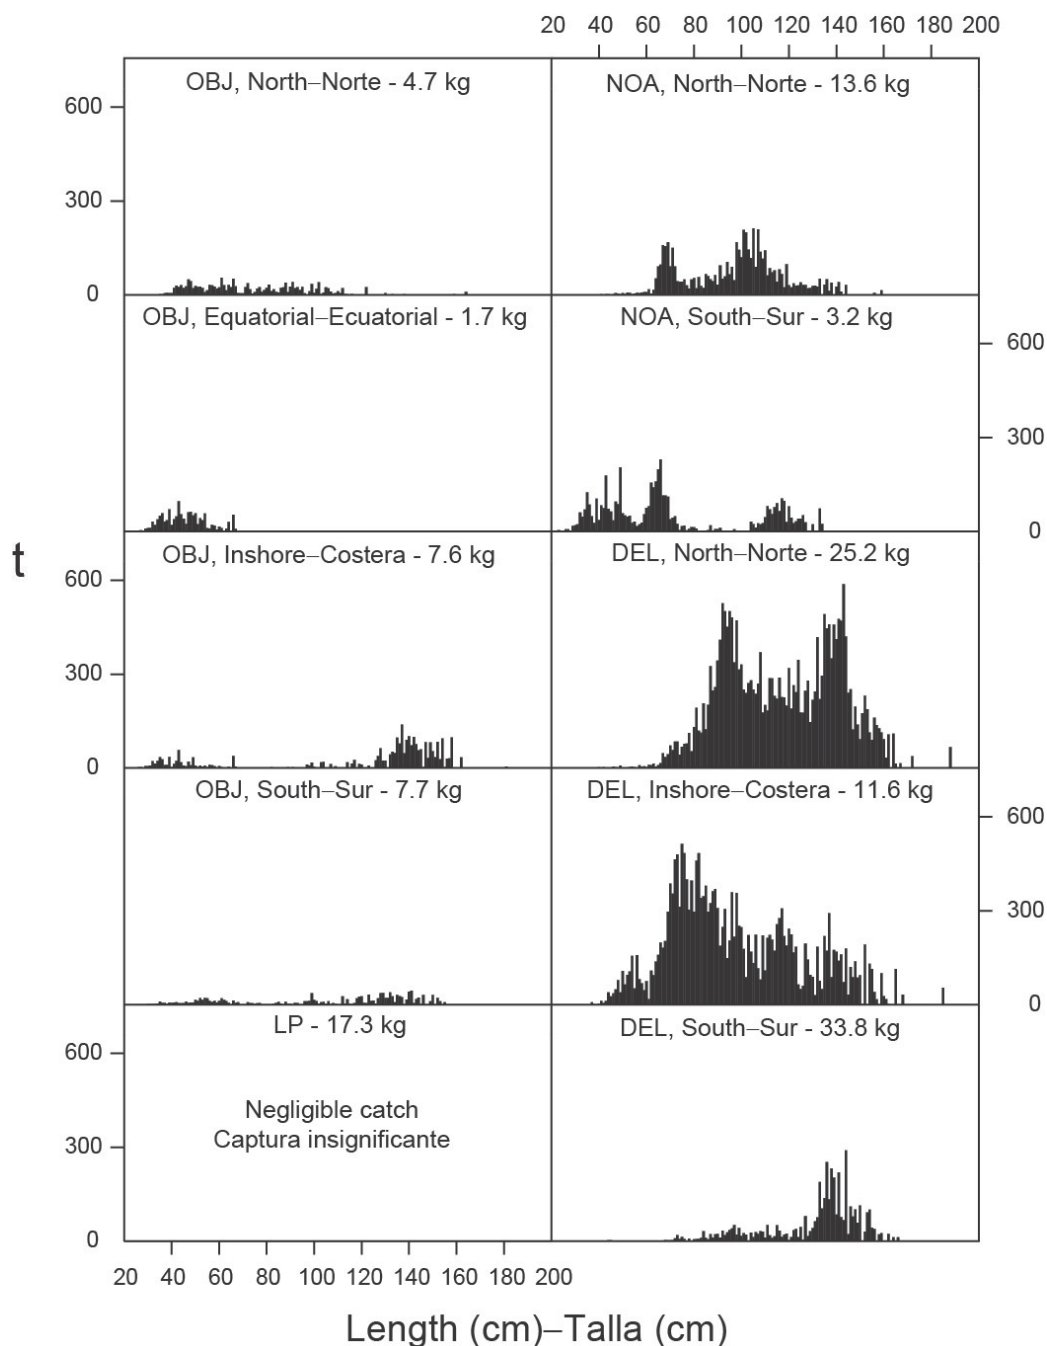 20 40 60 80 100 120 140 160 180 200
OBJ, North–Norte - 4.7 kg
NOA, North–Norte - 13.6 kg
600
300
0
OBJ, Equatorial–Ecuatorial - 1.7 kg
NOA, South–Sur - 3.2 kg
600
300
0
t
OBJ, Inshore–Costera - 7.6 kg
DEL, North–Norte - 25.2 kg
600
300
0
OBJ, South–Sur - 7.7 kg
DEL, Inshore–Costera - 11.6 kg
600
300
0
LP - 17.3 kg
DEL, South–Sur - 33.8 kg
600
Negligible catch
Captura insignificante
300
0
20 40 60 80 100 120 140 160 180 200
Length (cm)–Talla (cm)